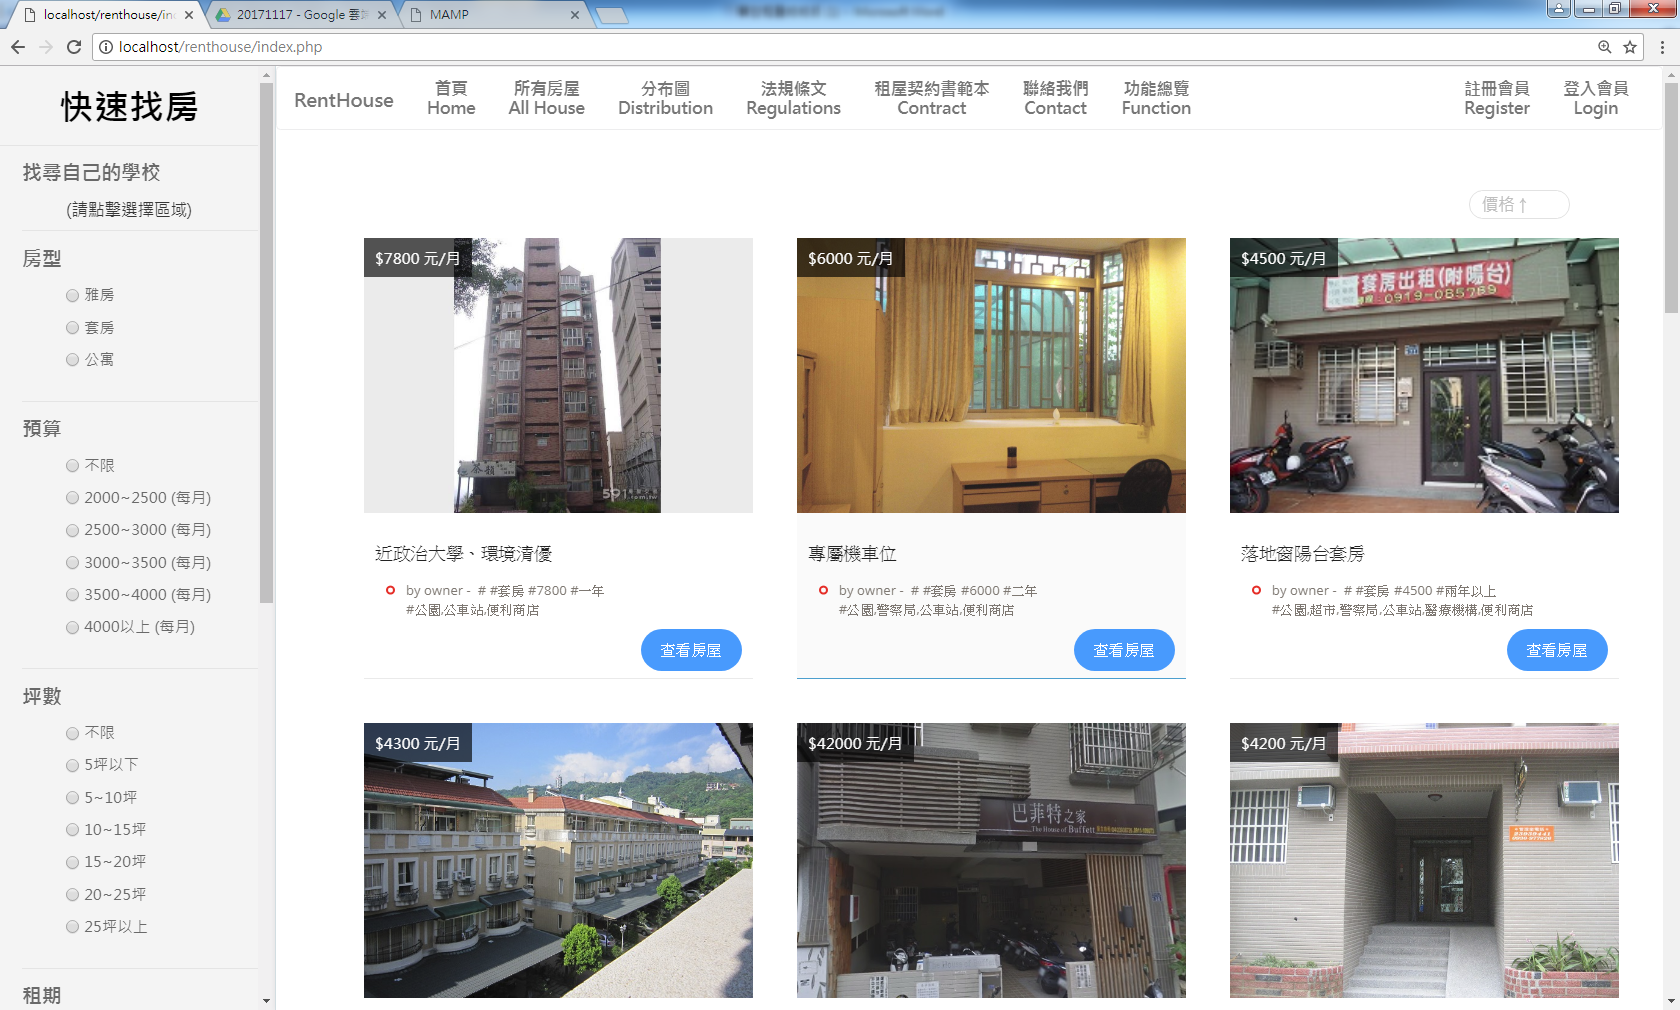 localhost/renthouse/in
20171117 - Google 雲
MAMP
localhost/renthouse/index.php
快速找房
找尋自己的學校
(請點擊選擇區域)
房型
雅房
套房
公寓
預算
不限
2000~2500 (每月)
2500~3000 (每月)
3000~3500 (每月)
3500~4000 (每月)
4000以上 (每月)
坪數
不限
5坪以下
5~10坪
10~15坪
15~20坪
20~25坪
25坪以上
租期
RentHouse
首頁
Home
所有房屋
All House
分布圖
Distribution
法規條文
Regulations
租屋契約書範本
Contract
聯絡我們
Contact
功能總覽
Function
註冊會員
Register
登入會員
Login
價格↑
$7800 元/月
591
近政治大學、環境清優
by owner - # #套房 #7800 #一年
#公園,公車站,便利商店
查看房屋
$6000 元/月
專屬機車位
by owner - # #套房 #6000 #二年
#公園,警察局,公車站,便利商店
查看房屋
$4500 元/月
套房出租(附陽台)
0919-085769
落地窗陽台套房
by owner - # #套房 #4500 #兩年以上
#公園,超市,警察局,公車站,醫療機構,便利商店
查看房屋
$4300 元/月
$42000 元/月
巴菲特之家
The House of Buffett
$4200 元/月